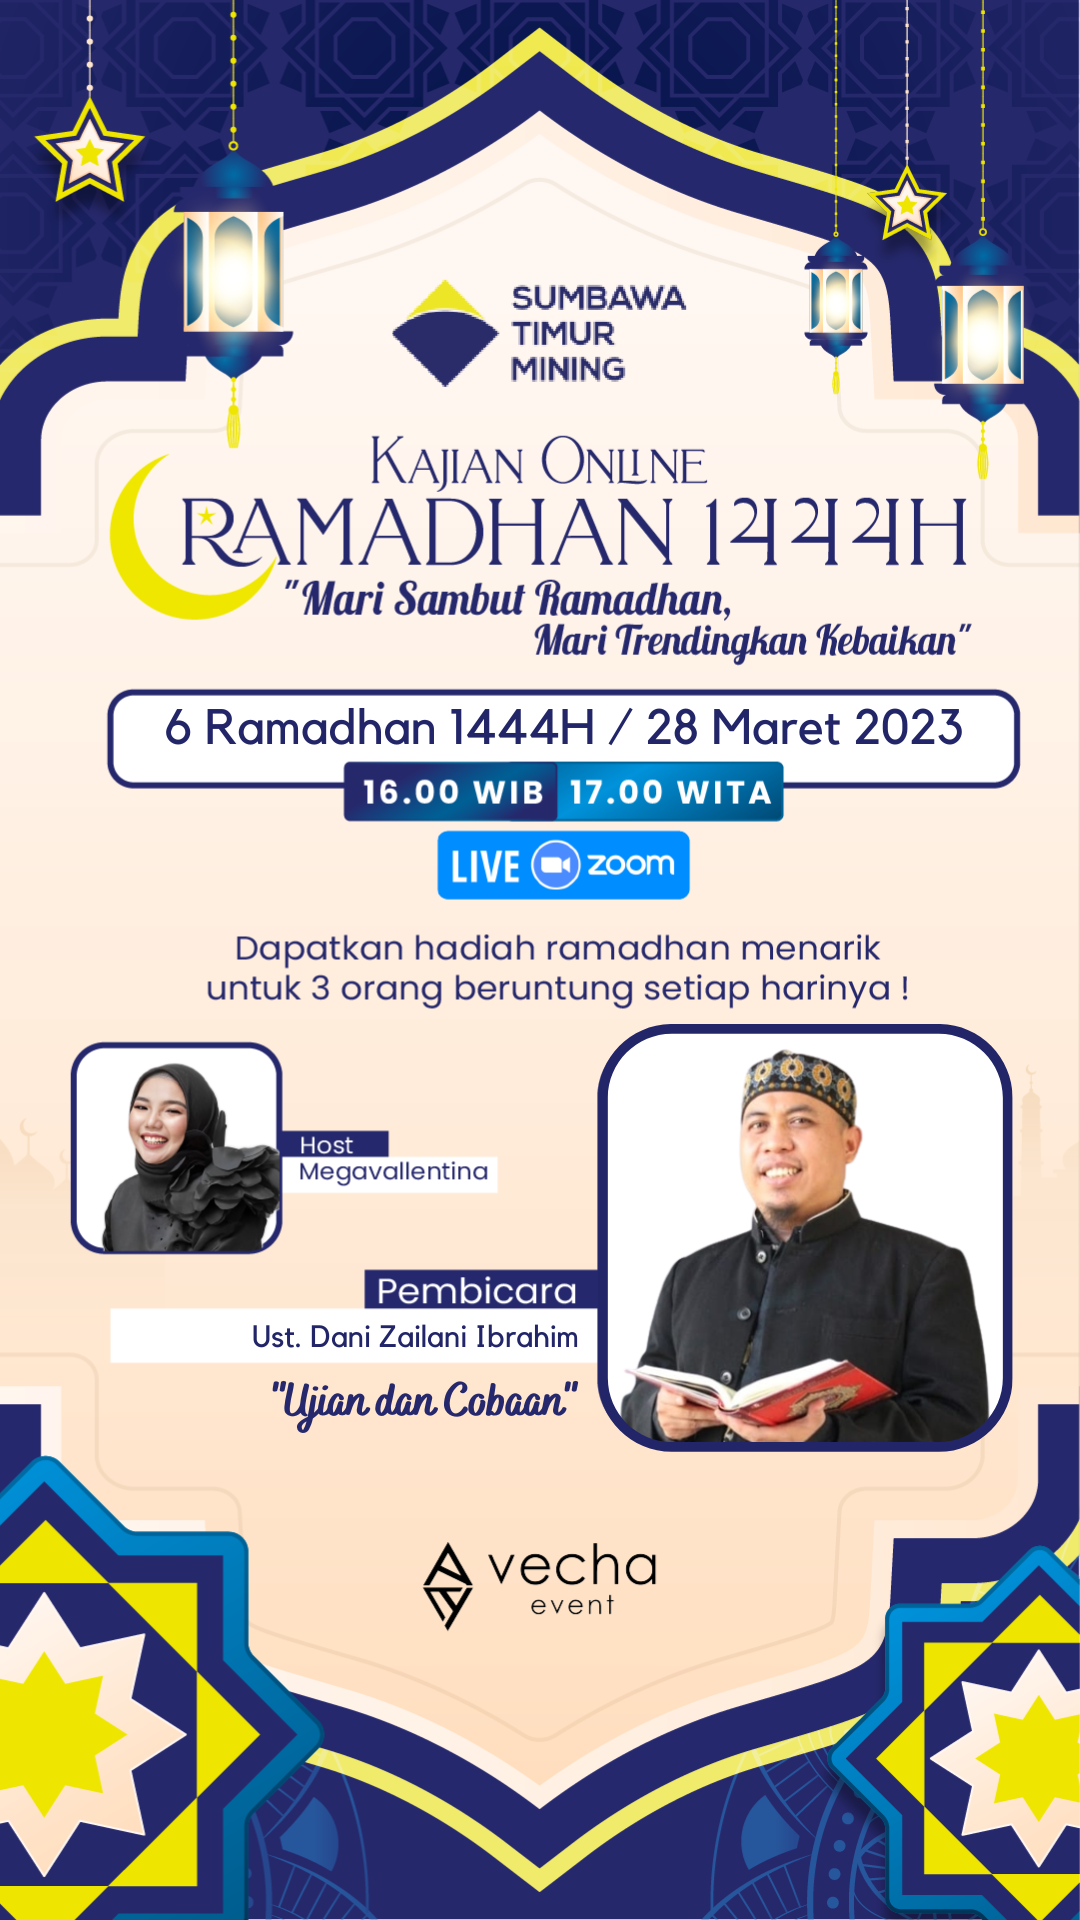 SUMBAWA
TIMUR
MINING
KAJIAN ONLINE
RAMADHAN 1444H
"Mari Sambut Ramadhan,
Mari Trendingkan Kebaikan"
6 Ramadhan 1444H / 28 Maret 2023
16.00 WIB 17.00 WITA
LIVE zoom
Dapatkan hadiah ramadhan menarik
untuk 3 orang beruntung setiap harinya !
Host
Megavallentina
Pembicara
Ust. Dani Zailani Ibrahim
"Ujian dan Cobaan"
vecha
event